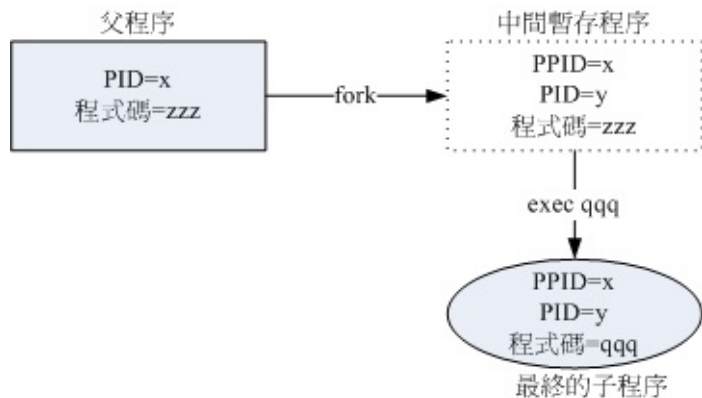 父程序
PID=x
程式碼=zzz
fork
中間暫存程序
PPID=x
PID=y
程式碼=zzz
exec qqq
PPID=x
PID=y
程式碼=qqq
最終的子程序